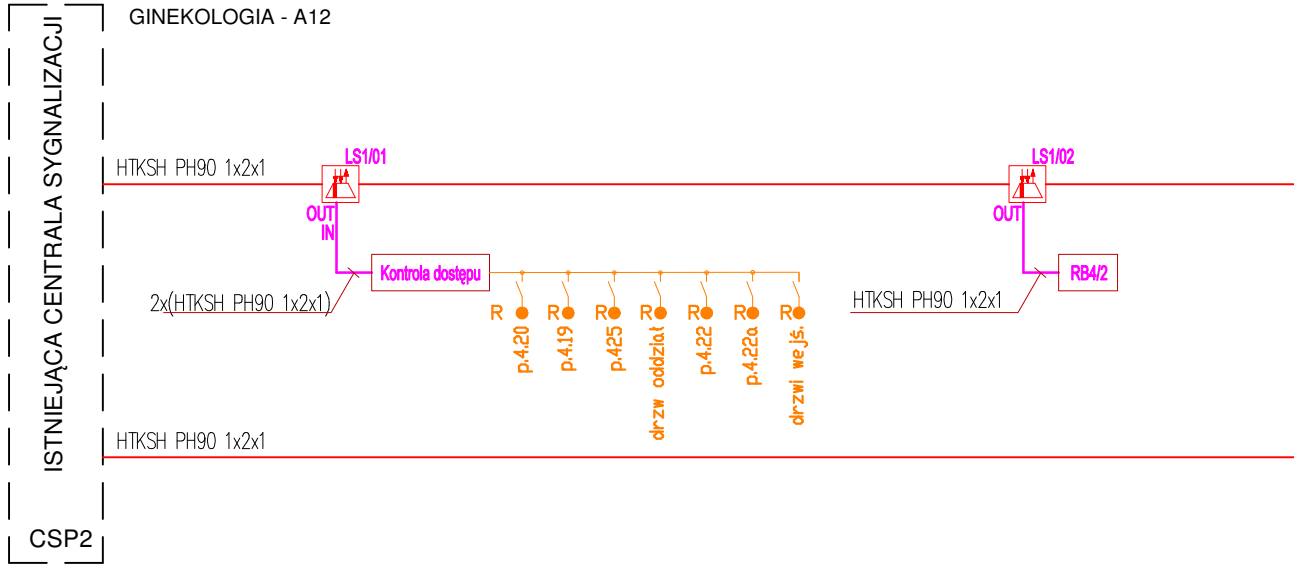 GINEKOLOGIA - A12
ISTNIEJĄCA CENTRALA SYGNALIZACJI
CSP2
HTKSH PH90 1x2x1
LS1/01
OUT
IN
Kontrola dostępu
2x(HTKSH PH90 1x2x1)
R
p.4.20
R
p.4.19
R
p.425
R
drzw oddział
R
p.4.22
R
p.4.22a
R
drzwi wejś.
LS1/02
OUT
RB4/2
HTKSH PH90 1x2x1
HTKSH PH90 1x2x1